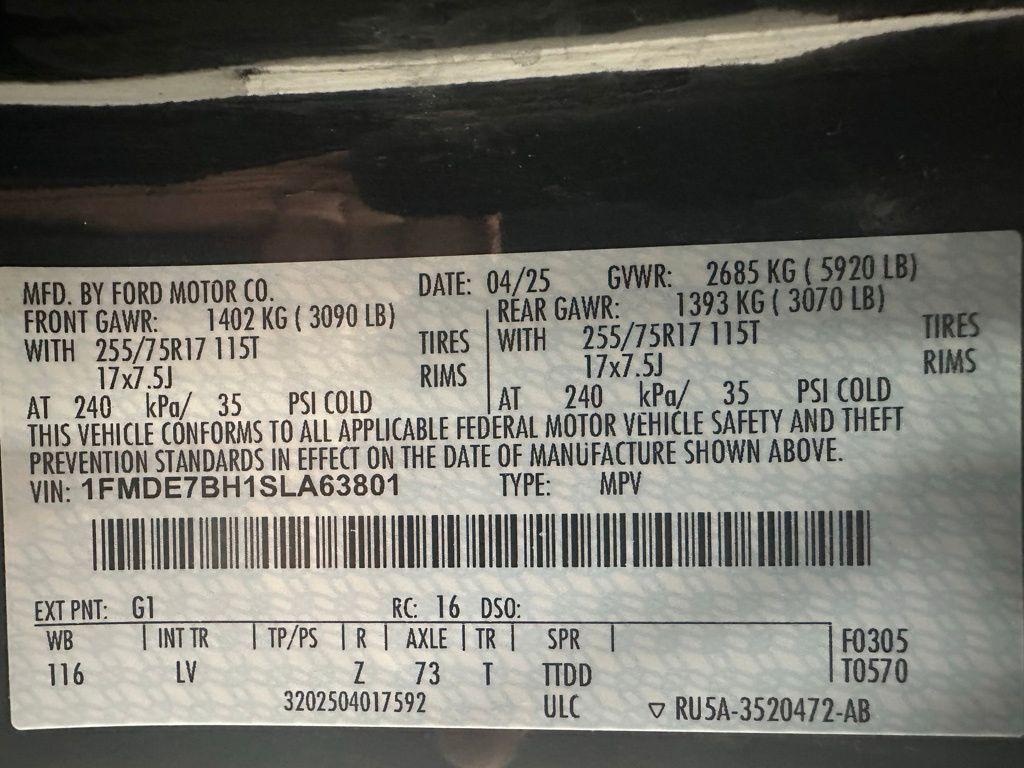 MFD. BY FORD MOTOR CO. DATE: 04/25 GVWR: 2685 KG ( 5920 LB)
FRONT GAWR: 1402 KG ( 3090 LB) REAR GAWR: 1393 KG ( 3070 LB)
WITH 255/75R17 115T TIRES WITH 255/75R17 115T TIRES
17x7.5J RIMS 17x7.5J RIMS
AT 240 kPa/ 35 PSI COLD AT 240 kPa/ 35 PSI COLD
THIS VEHICLE CONFORMS TO ALL APPLICABLE FEDERAL MOTOR VEHICLE SAFETY AND THEFT
PREVENTION STANDARDS IN EFFECT ON THE DATE OF MANUFACTURE SHOWN ABOVE.
VIN: 1FMDE7BH1SLA63801 TYPE: MPV
EXT PNT: G1 RC: 16 DSO:
WB INT TR TP/PS R AXLE TR SPR F0305
116 LV Z 73 T TTDD T0570
3202504017592 ULC ▽ RU5A-3520472-AB